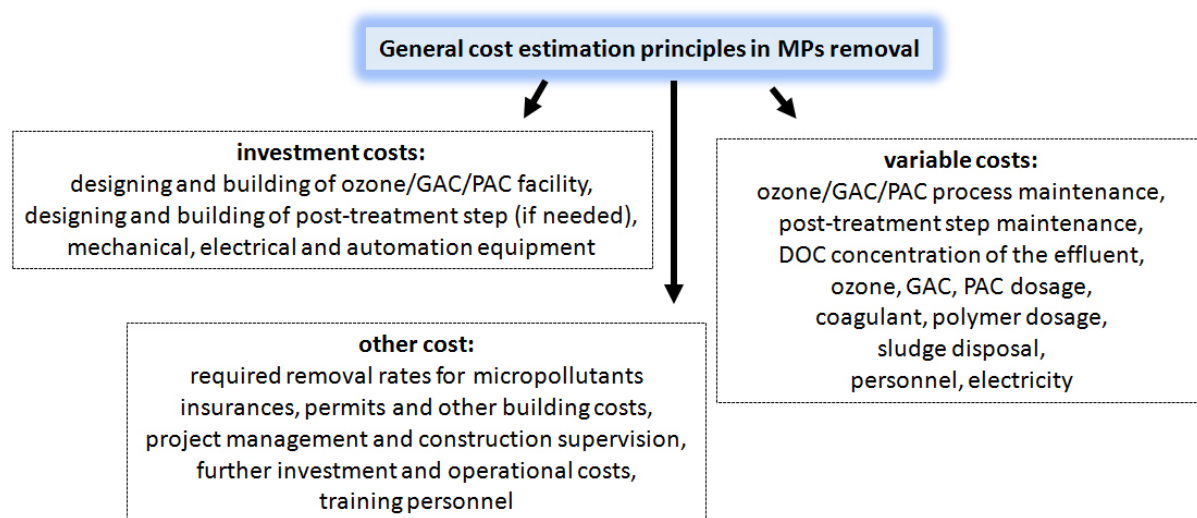 General cost estimation principles in MPs removal
investment costs:
designing and building of ozone/GAC/PAC facility,
designing and building of post-treatment step (if needed),
mechanical, electrical and automation equipment
variable costs:
ozone/GAC/PAC process maintenance,
post-treatment step maintenance,
DOC concentration of the effluent,
ozone, GAC, PAC dosage,
coagulant, polymer dosage,
sludge disposal,
personnel, electricity
other cost:
required removal rates for micropollutants
insurances, permits and other building costs,
project management and construction supervision,
further investment and operational costs,
training personnel